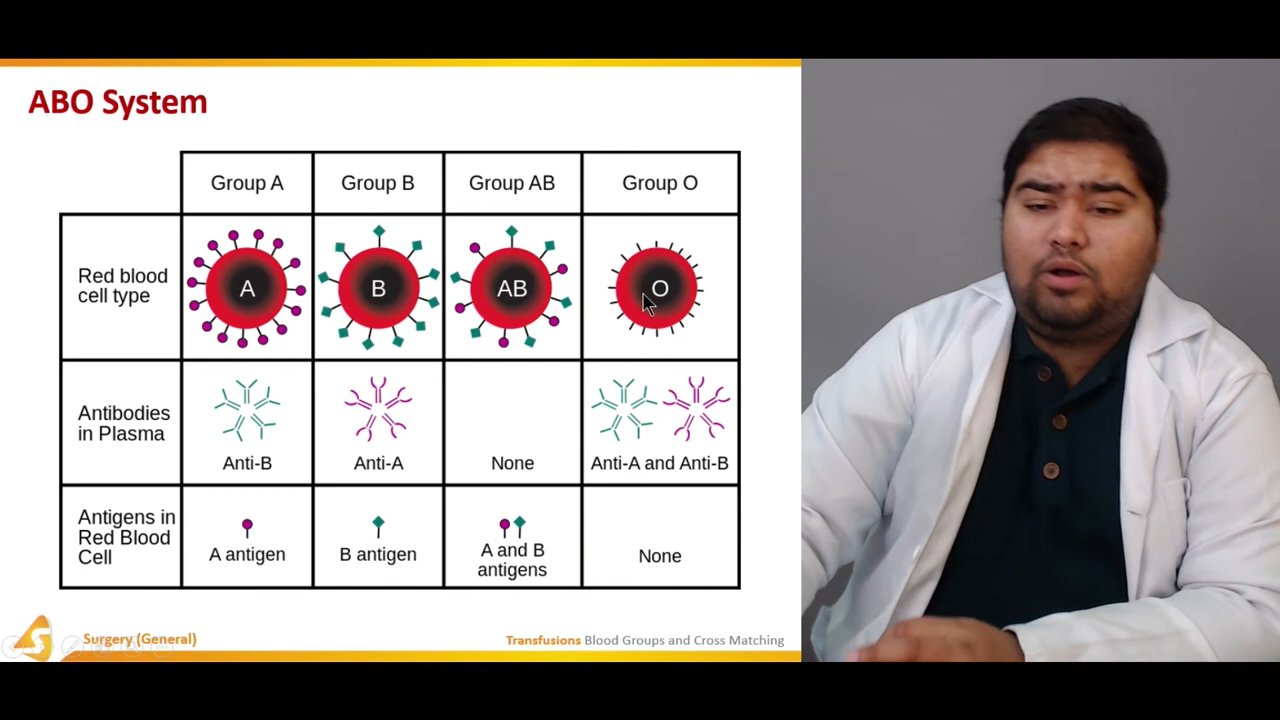 ABO System
Group A
Group B
Group AB
Group O
Red blood
cell type
A
B
AB
O
Antibodies
in Plasma
Anti-B
Anti-A
None
Anti-A and Anti-B
Antigens in
Red Blood
Cell
A antigen
B antigen
A and B
antigens
None
Surgery (General)
Transfusions Blood Groups and Cross Matching